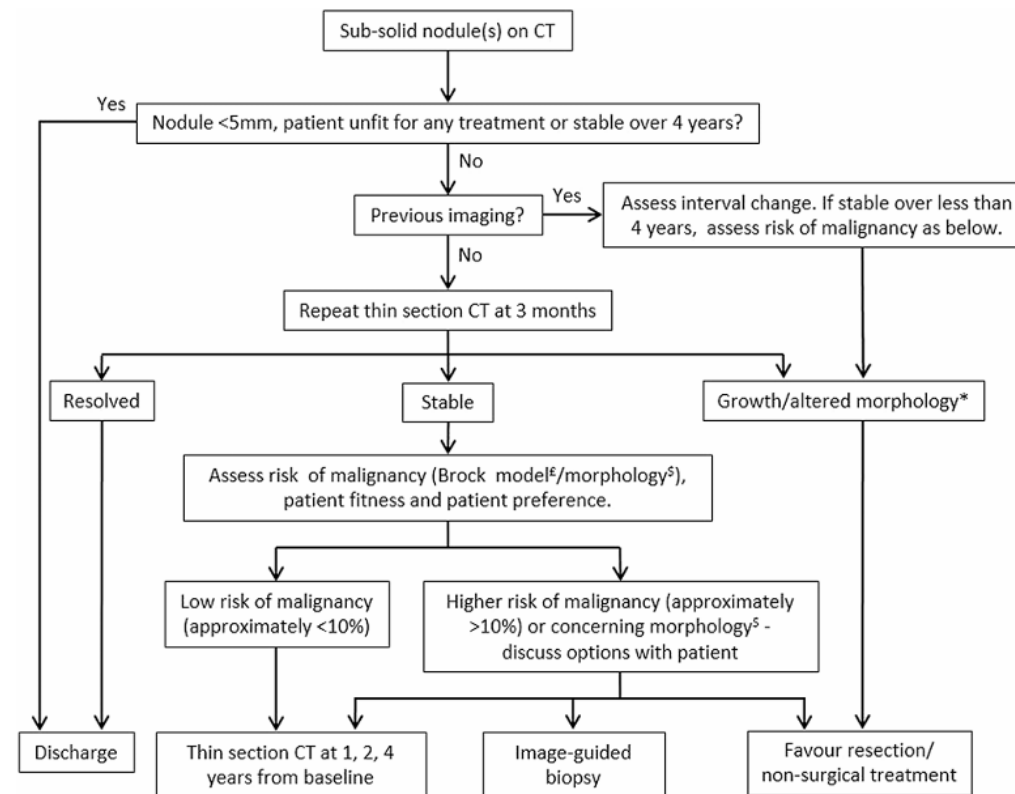 Sub-solid nodule(s) on CT
Yes
Nodule <5mm, patient unfit for any treatment or stable over 4 years?
No
Previous imaging?
Yes
Assess interval change. If stable over less than
4 years,  assess risk of malignancy as below.
No
Repeat thin section CT at 3 months
Resolved
Stable
Growth/altered morphology*
Assess risk  of malignancy (Brock  model£/morphology$),
patient fitness and patient preference.
Low risk of malignancy
(approximately <10%)
Higher risk of malignancy (approximately
>10%) or concerning morphology$ -
discuss options with patient
Discharge
Thin section CT at 1, 2, 4
years from baseline
Image-guided
biopsy
Favour resection/
non-surgical treatment